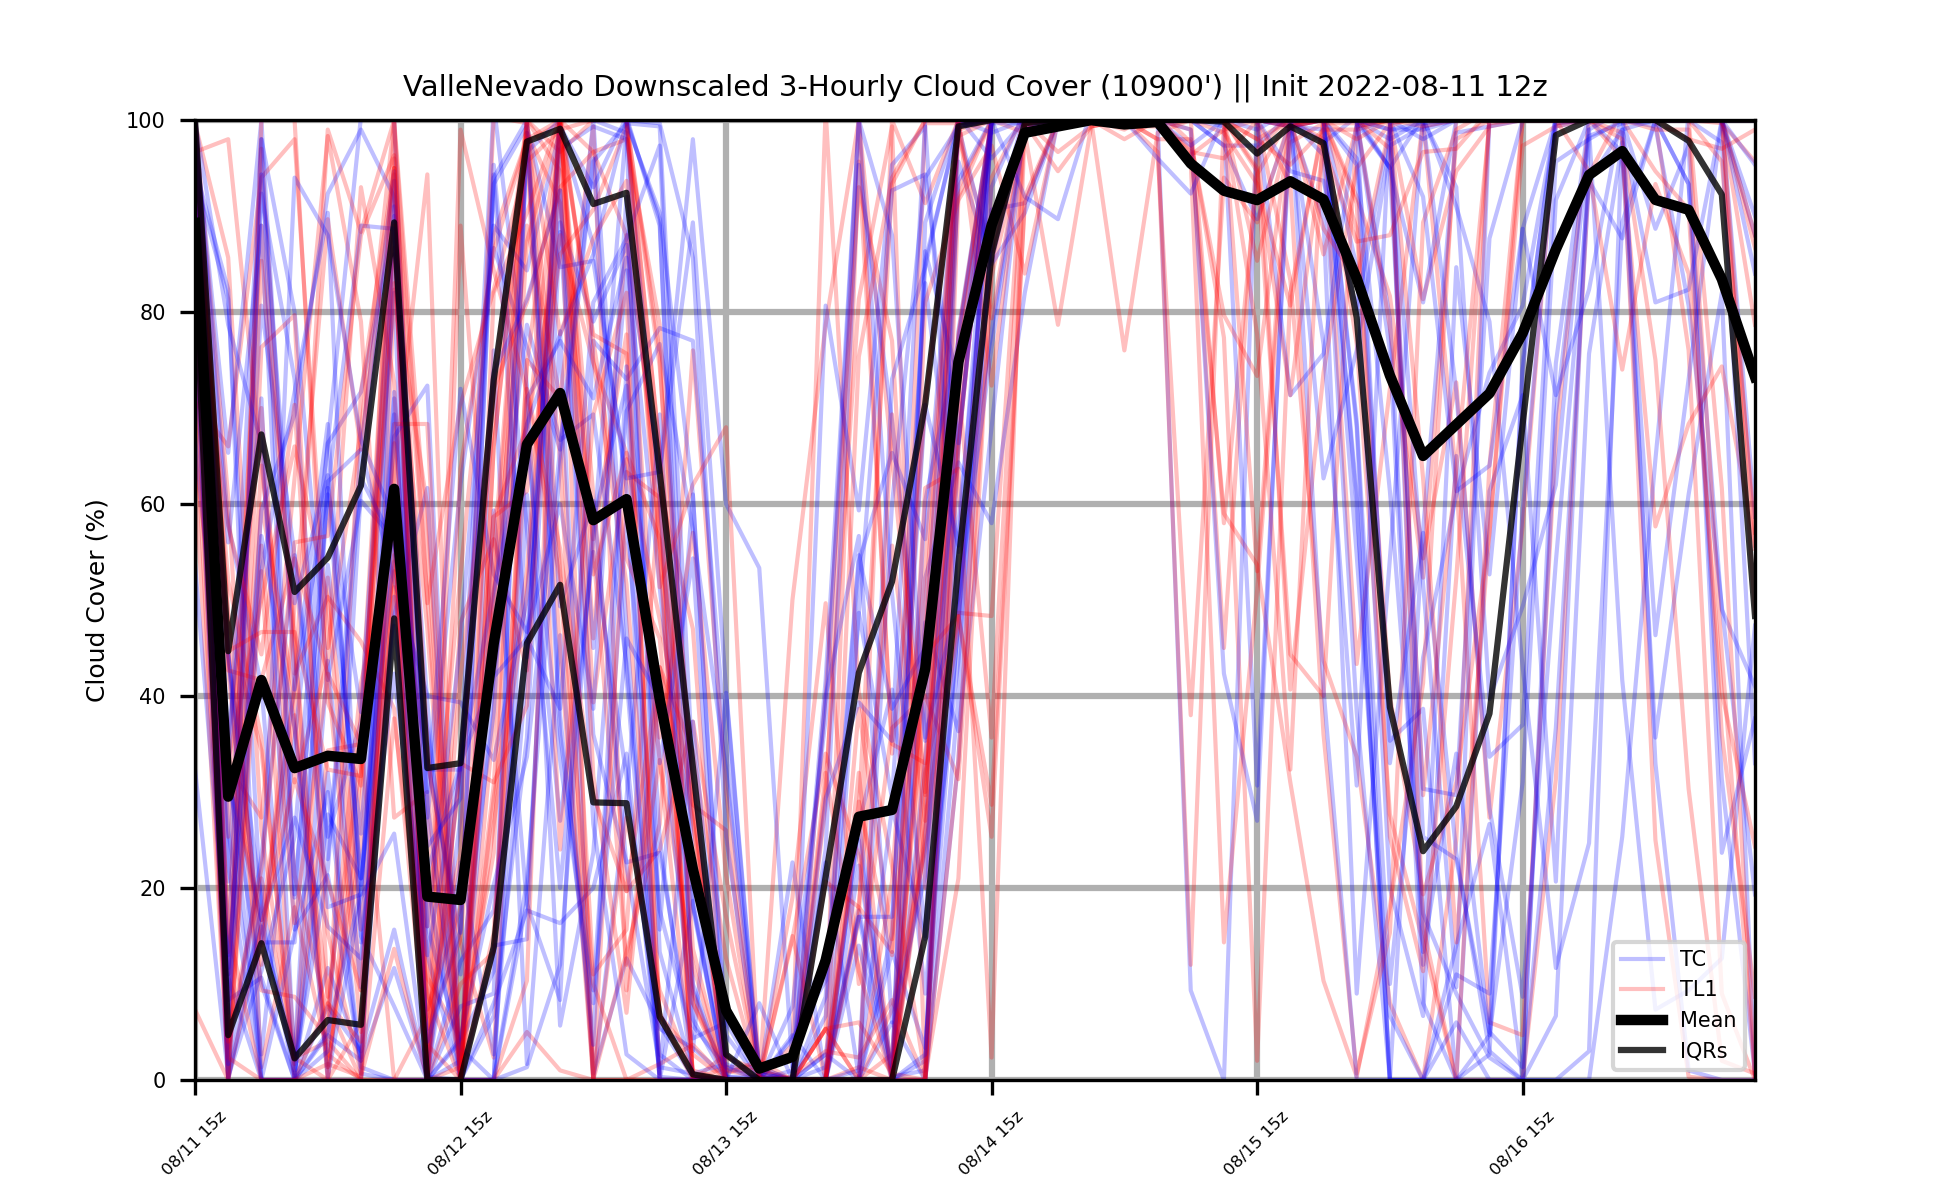 ValleNevado Downscaled 3-Hourly Cloud Cover (10900') || Init 2022-08-11 12z
Cloud Cover (%)
100
80
60
40
20
0
08/11 15z
08/12 15z
08/13 15z
08/14 15z
08/15 15z
08/16 15z
TC
TL1
Mean
IQRs